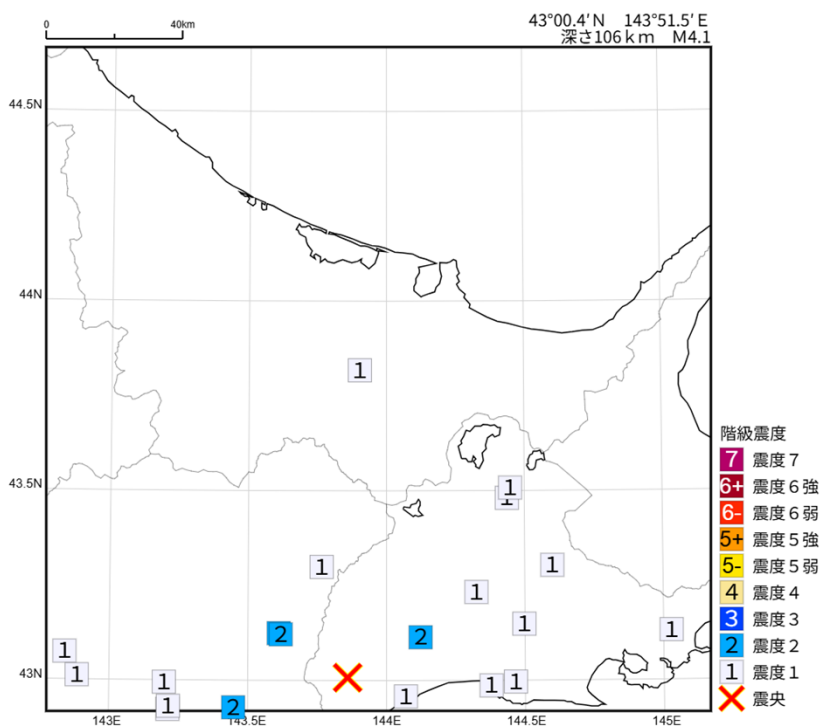 0 40km
43°00.4′N 143°51.5′E
深さ106km M4.1
44.5N
44N
1
43.5N
1
1
1
1
1
1
2
2
1
1
1
43N
1
1
1
1
1
1
2
143E 143.5E 144E 144.5E 145E
階級震度
7 震度7
6+ 震度6強
6- 震度6弱
5+ 震度5強
5- 震度5弱
4 震度4
3 震度3
2 震度2
1 震度1
震央